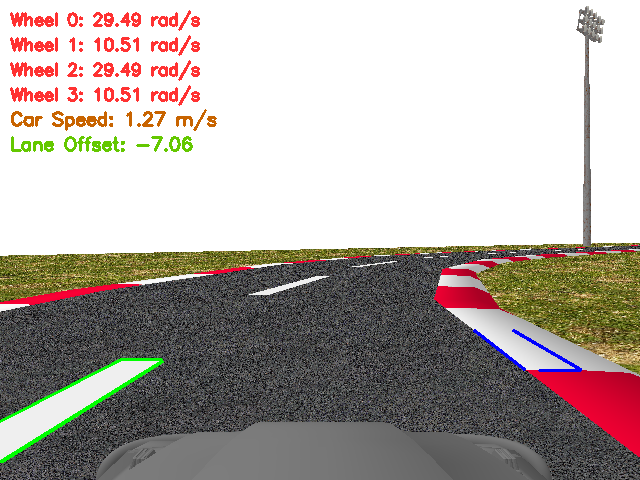 Wheel 0: 29.49 rad/s
Wheel 1: 10.51 rad/s
Wheel 2: 29.49 rad/s
Wheel 3: 10.51 rad/s
Car Speed: 1.27 m/s
Lane Offset: -7.06